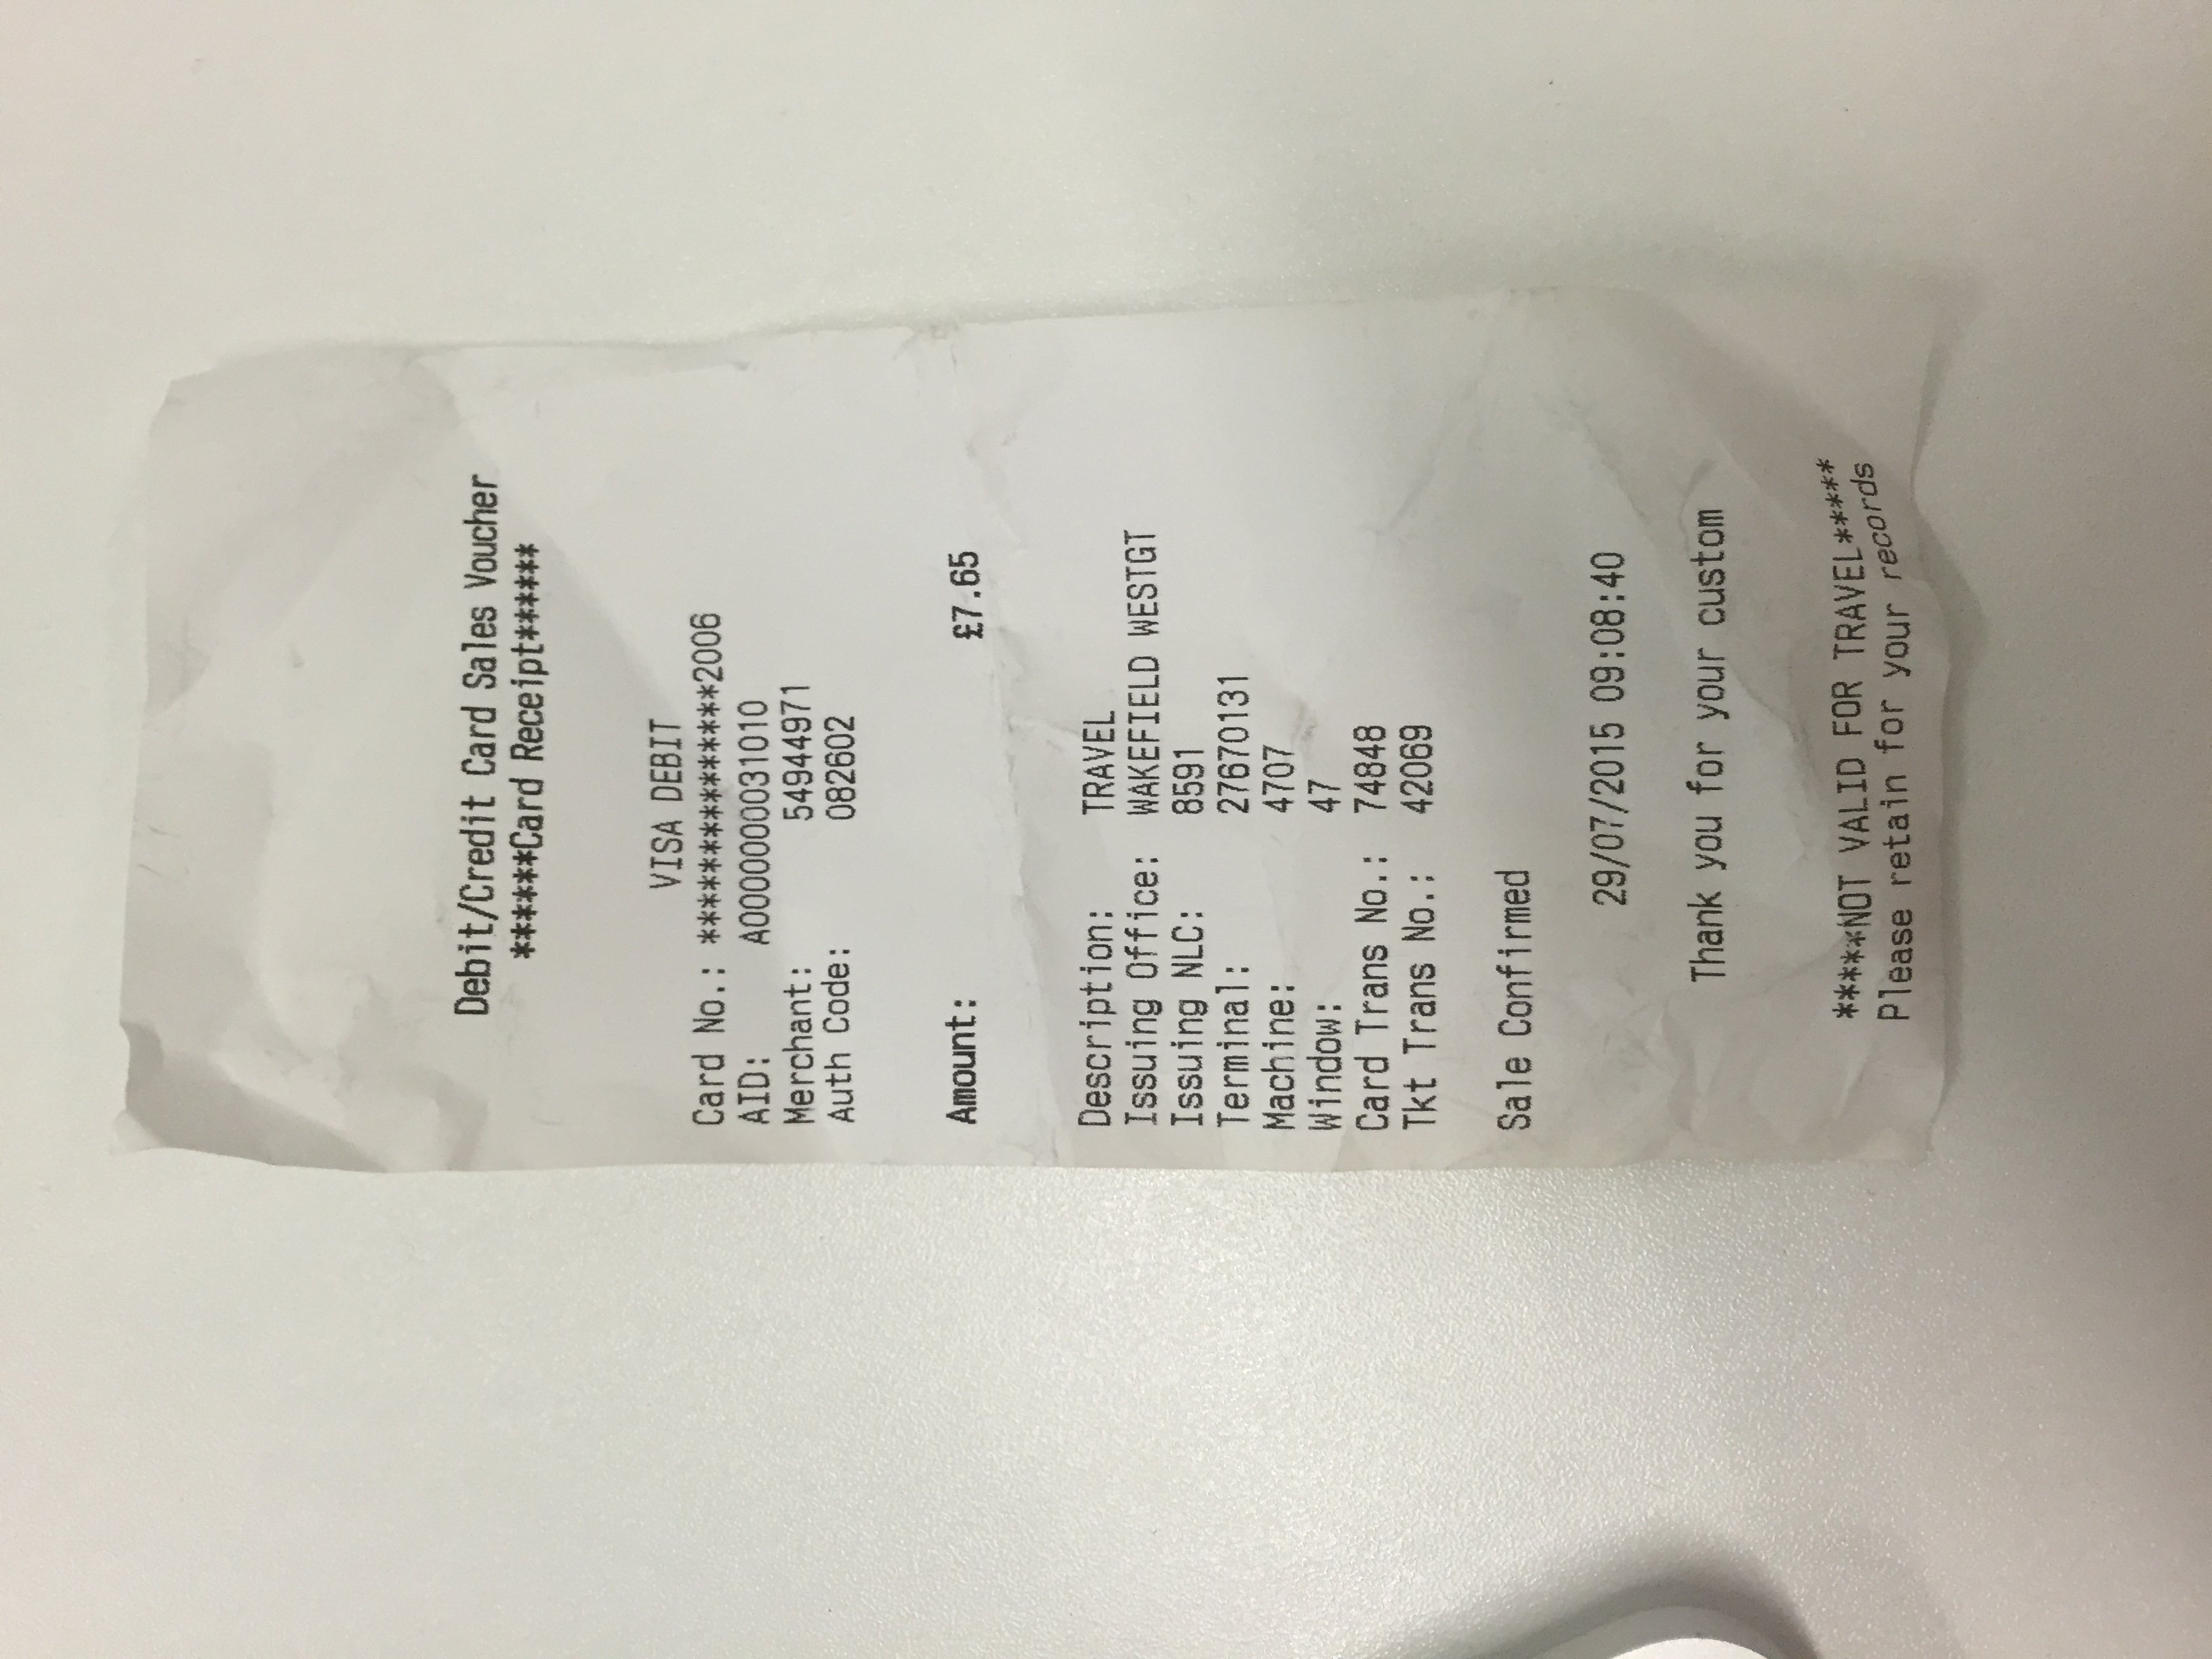 Debit/Credit Card Sales Voucher
******Card Receipt******
VISA DEBIT
Card No.: ***************2006
AID: A0000000031010
Merchant: 54944971
Auth Code: 082602
Amount: £7.65
Description: TRAVEL
Issuing Office: WAKEFIELD WESTGT
Issuing NLC: 8591
Terminal: 27670131
Machine: 4707
Window: 47
Card Trans No.: 74848
Tkt Trans No.: 42069
Sale Confirmed
29/07/2015 09:08:40
Thank you for your custom
*****NOT VALID FOR TRAVEL*****
Please retain for your records